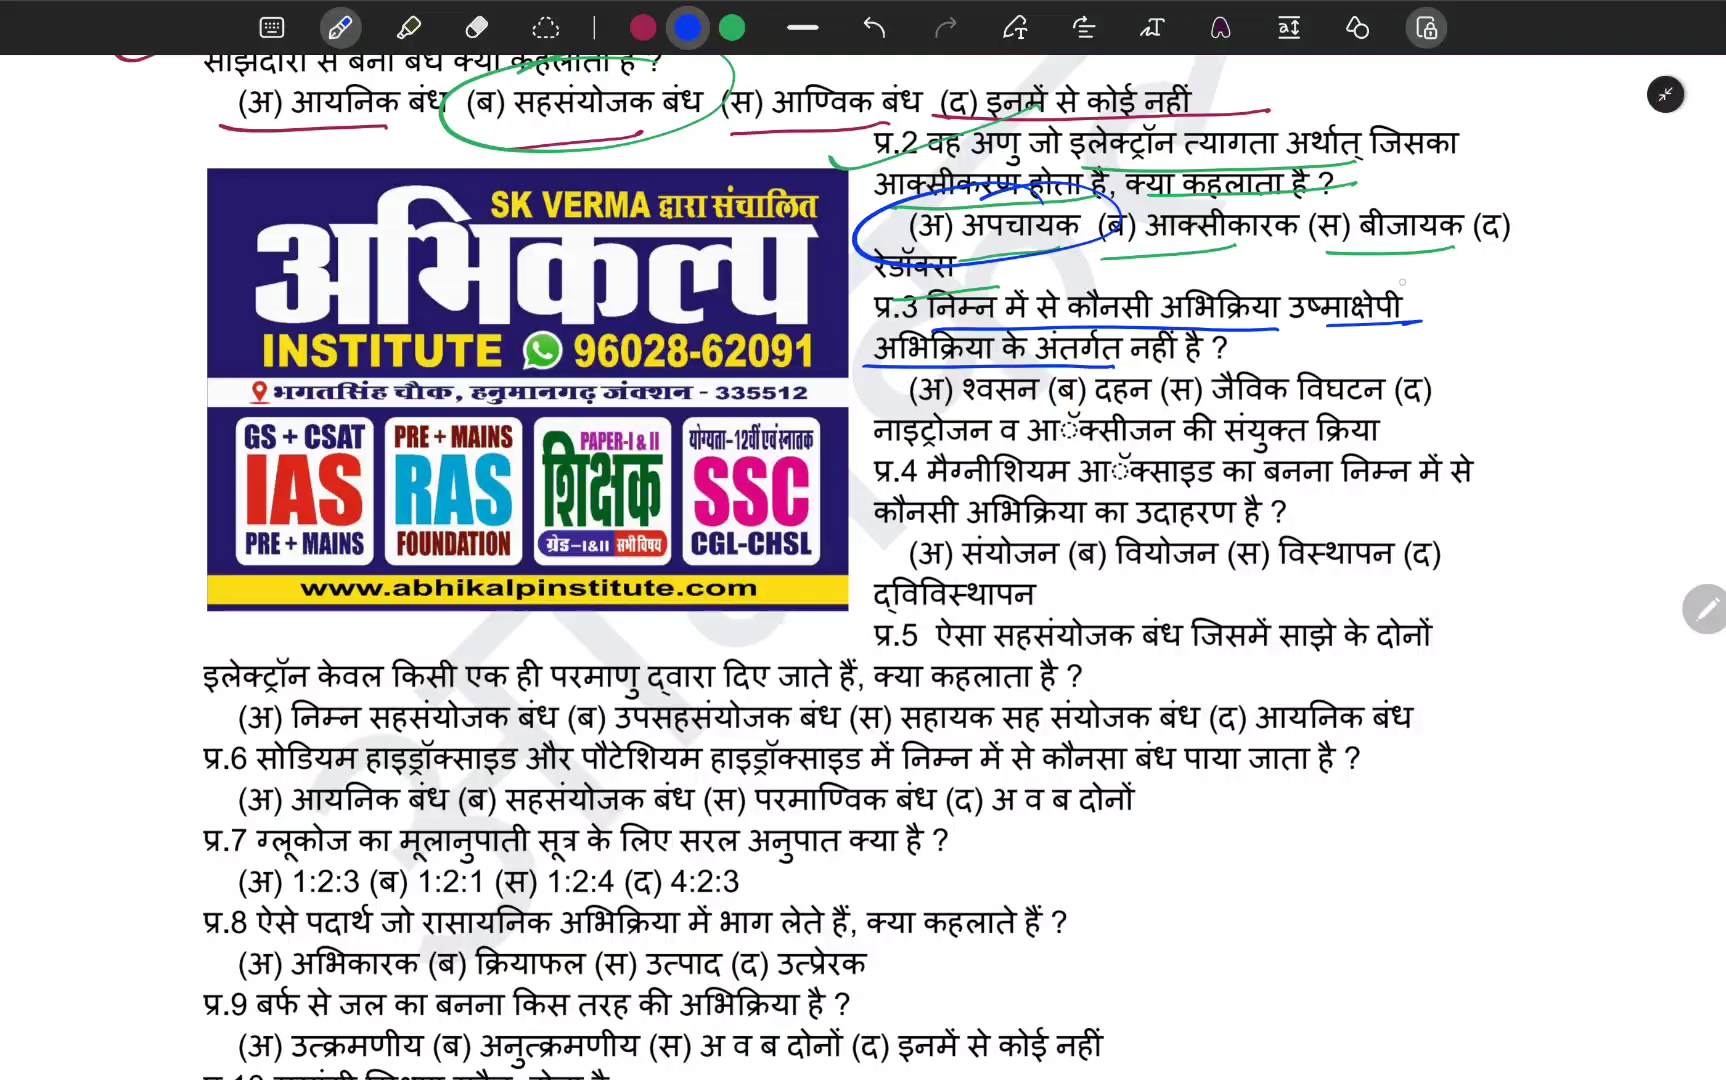 साझेदारी से बना बंध क्या कहलाता है ?
(अ) आयनिक बंध (ब) सहसंयोजक बंध (स) आण्विक बंध (द) इनमें से कोई नहीं
प्र.2 वह अणु जो इलेक्ट्रॉन त्यागता अर्थात् जिसका
आक्सीकरण होता है, क्या कहलाता है ?
(अ) अपचायक (ब) आक्सीकारक (स) बीजायक (द)
रेडॉक्स
प्र.3 निम्न में से कौनसी अभिक्रिया उष्माक्षेपी
अभिक्रिया के अंतर्गत नहीं है ?
(अ) श्वसन (ब) दहन (स) जैविक विघटन (द)
नाइट्रोजन व आॅक्सीजन की संयुक्त क्रिया
प्र.4 मैग्नीशियम आॅक्साइड का बनना निम्न में से
कौनसी अभिक्रिया का उदाहरण है ?
(अ) संयोजन (ब) वियोजन (स) विस्थापन (द)
द्विविस्थापन
SK VERMA द्वारा संचालित
अभिकल्प
INSTITUTE 96028-62091
भगतसिंह चौक, हनुमानगढ़ जंक्शन - 335512
GS + CSAT
IAS
PRE + MAINS
PRE + MAINS
RAS
FOUNDATION
PAPER-I & II
शिक्षक
ग्रेड-I&II सभी विषय
योग्यता-12वीं एवं स्नातक
SSC
CGL-CHSL
www.abhikalpinstitute.com
प्र.5 ऐसा सहसंयोजक बंध जिसमें साझे के दोनों
इलेक्ट्रॉन केवल किसी एक ही परमाणु द्वारा दिए जाते हैं, क्या कहलाता है ?
(अ) निम्न सहसंयोजक बंध (ब) उपसहसंयोजक बंध (स) सहायक सह संयोजक बंध (द) आयनिक बंध
प्र.6 सोडियम हाइड्रॉक्साइड और पौटेशियम हाइड्रॉक्साइड में निम्न में से कौनसा बंध पाया जाता है ?
(अ) आयनिक बंध (ब) सहसंयोजक बंध (स) परमाण्विक बंध (द) अ व ब दोनों
प्र.7 ग्लूकोज का मूलानुपाती सूत्र के लिए सरल अनुपात क्या है ?
(अ) 1:2:3 (ब) 1:2:1 (स) 1:2:4 (द) 4:2:3
प्र.8 ऐसे पदार्थ जो रासायनिक अभिक्रिया में भाग लेते हैं, क्या कहलाते हैं ?
(अ) अभिकारक (ब) क्रियाफल (स) उत्पाद (द) उत्प्रेरक
प्र.9 बर्फ से जल का बनना किस तरह की अभिक्रिया है ?
(अ) उत्क्रमणीय (ब) अनुत्क्रमणीय (स) अ व ब दोनों (द) इनमें से कोई नहीं